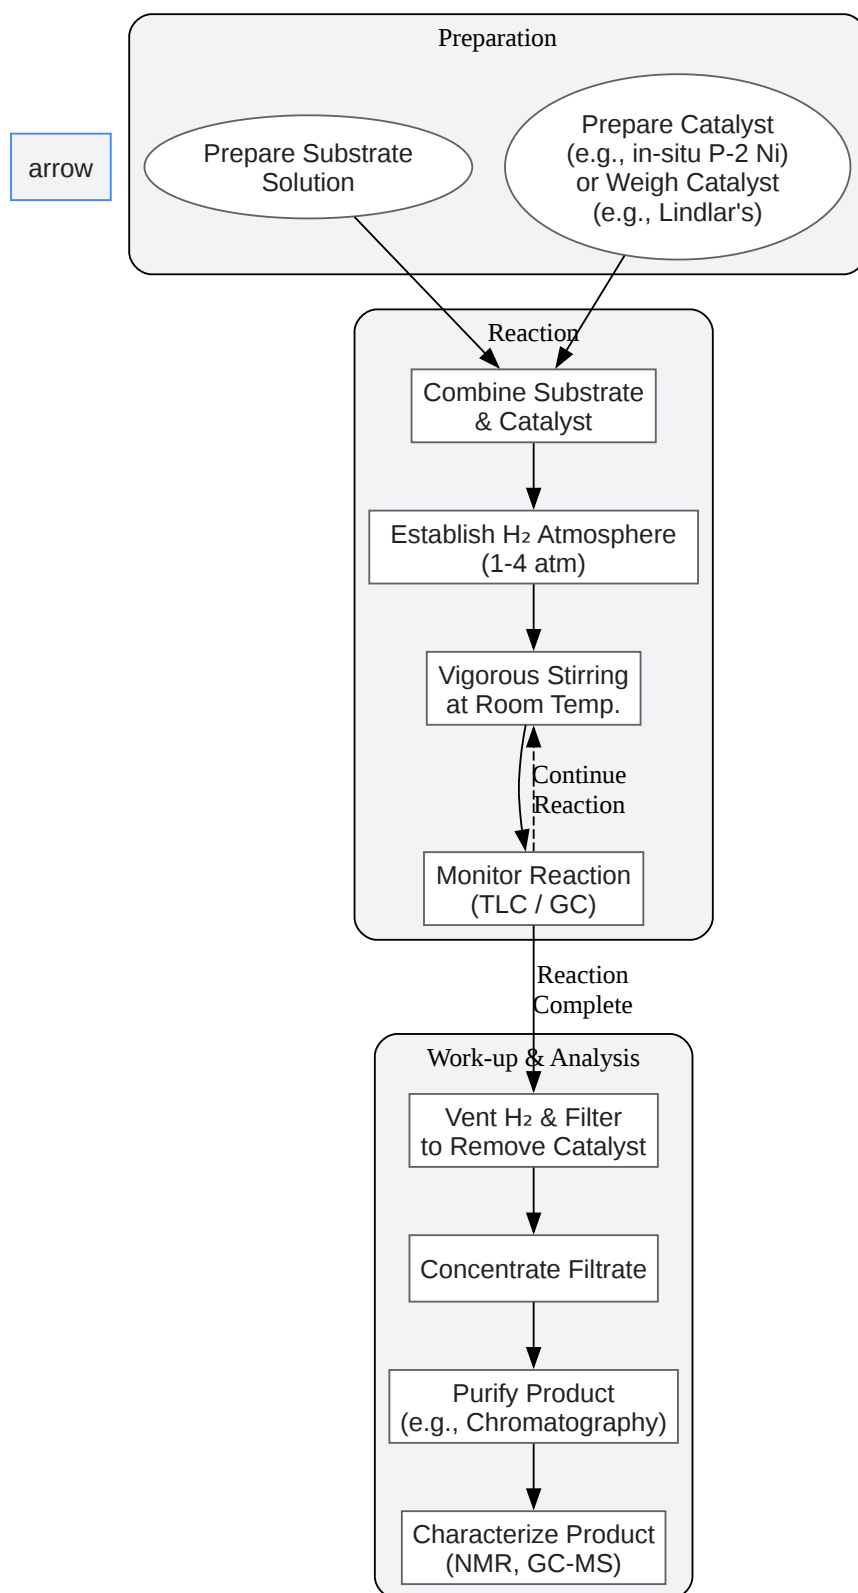 Preparation
arrow
Prepare Substrate
Solution
Prepare Catalyst
(e.g., in-situ P-2 Ni)
or Weigh Catalyst
(e.g., Lindlar's)
Reaction
Combine Substrate
& Catalyst
Establish H₂ Atmosphere
(1-4 atm)
Vigorous Stirring
at Room Temp.
Continue
Reaction
Monitor Reaction
(TLC / GC)
Reaction
Complete
Work-up & Analysis
Vent H₂ & Filter
to Remove Catalyst
Concentrate Filtrate
Purify Product
(e.g., Chromatography)
Characterize Product
(NMR, GC-MS)